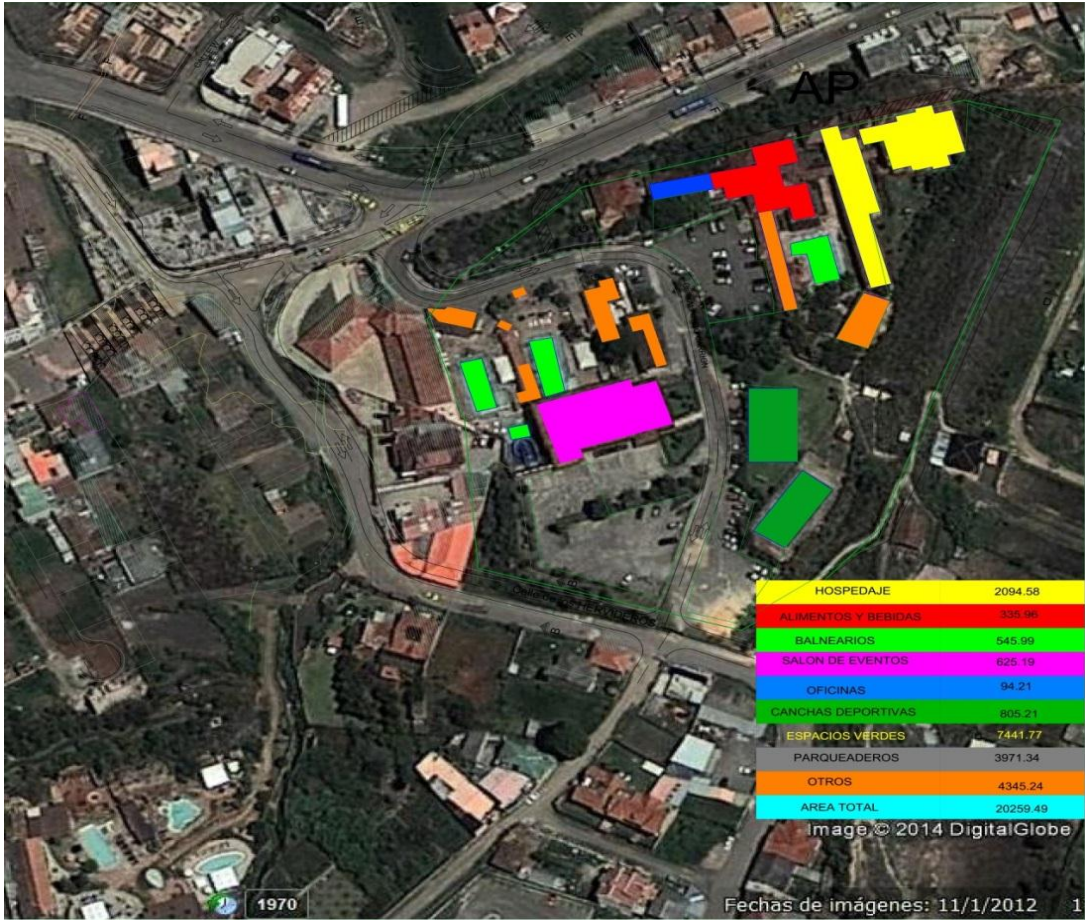 AP
HOSPEDAJE 2094.58
ALIMENTOS Y BEBIDAS 335.96
BALNEARIOS 545.99
SALON DE EVENTOS 625.19
OFICINAS 94.21
CANCHAS DEPORTIVAS 805.21
ESPACIOS VERDES 7441.77
PARQUEADEROS 3971.34
OTROS 4345.24
AREA TOTAL 20259.49
Image © 2014 DigitalGlobe
1970
Fechas de imágenes: 11/1/2012 1